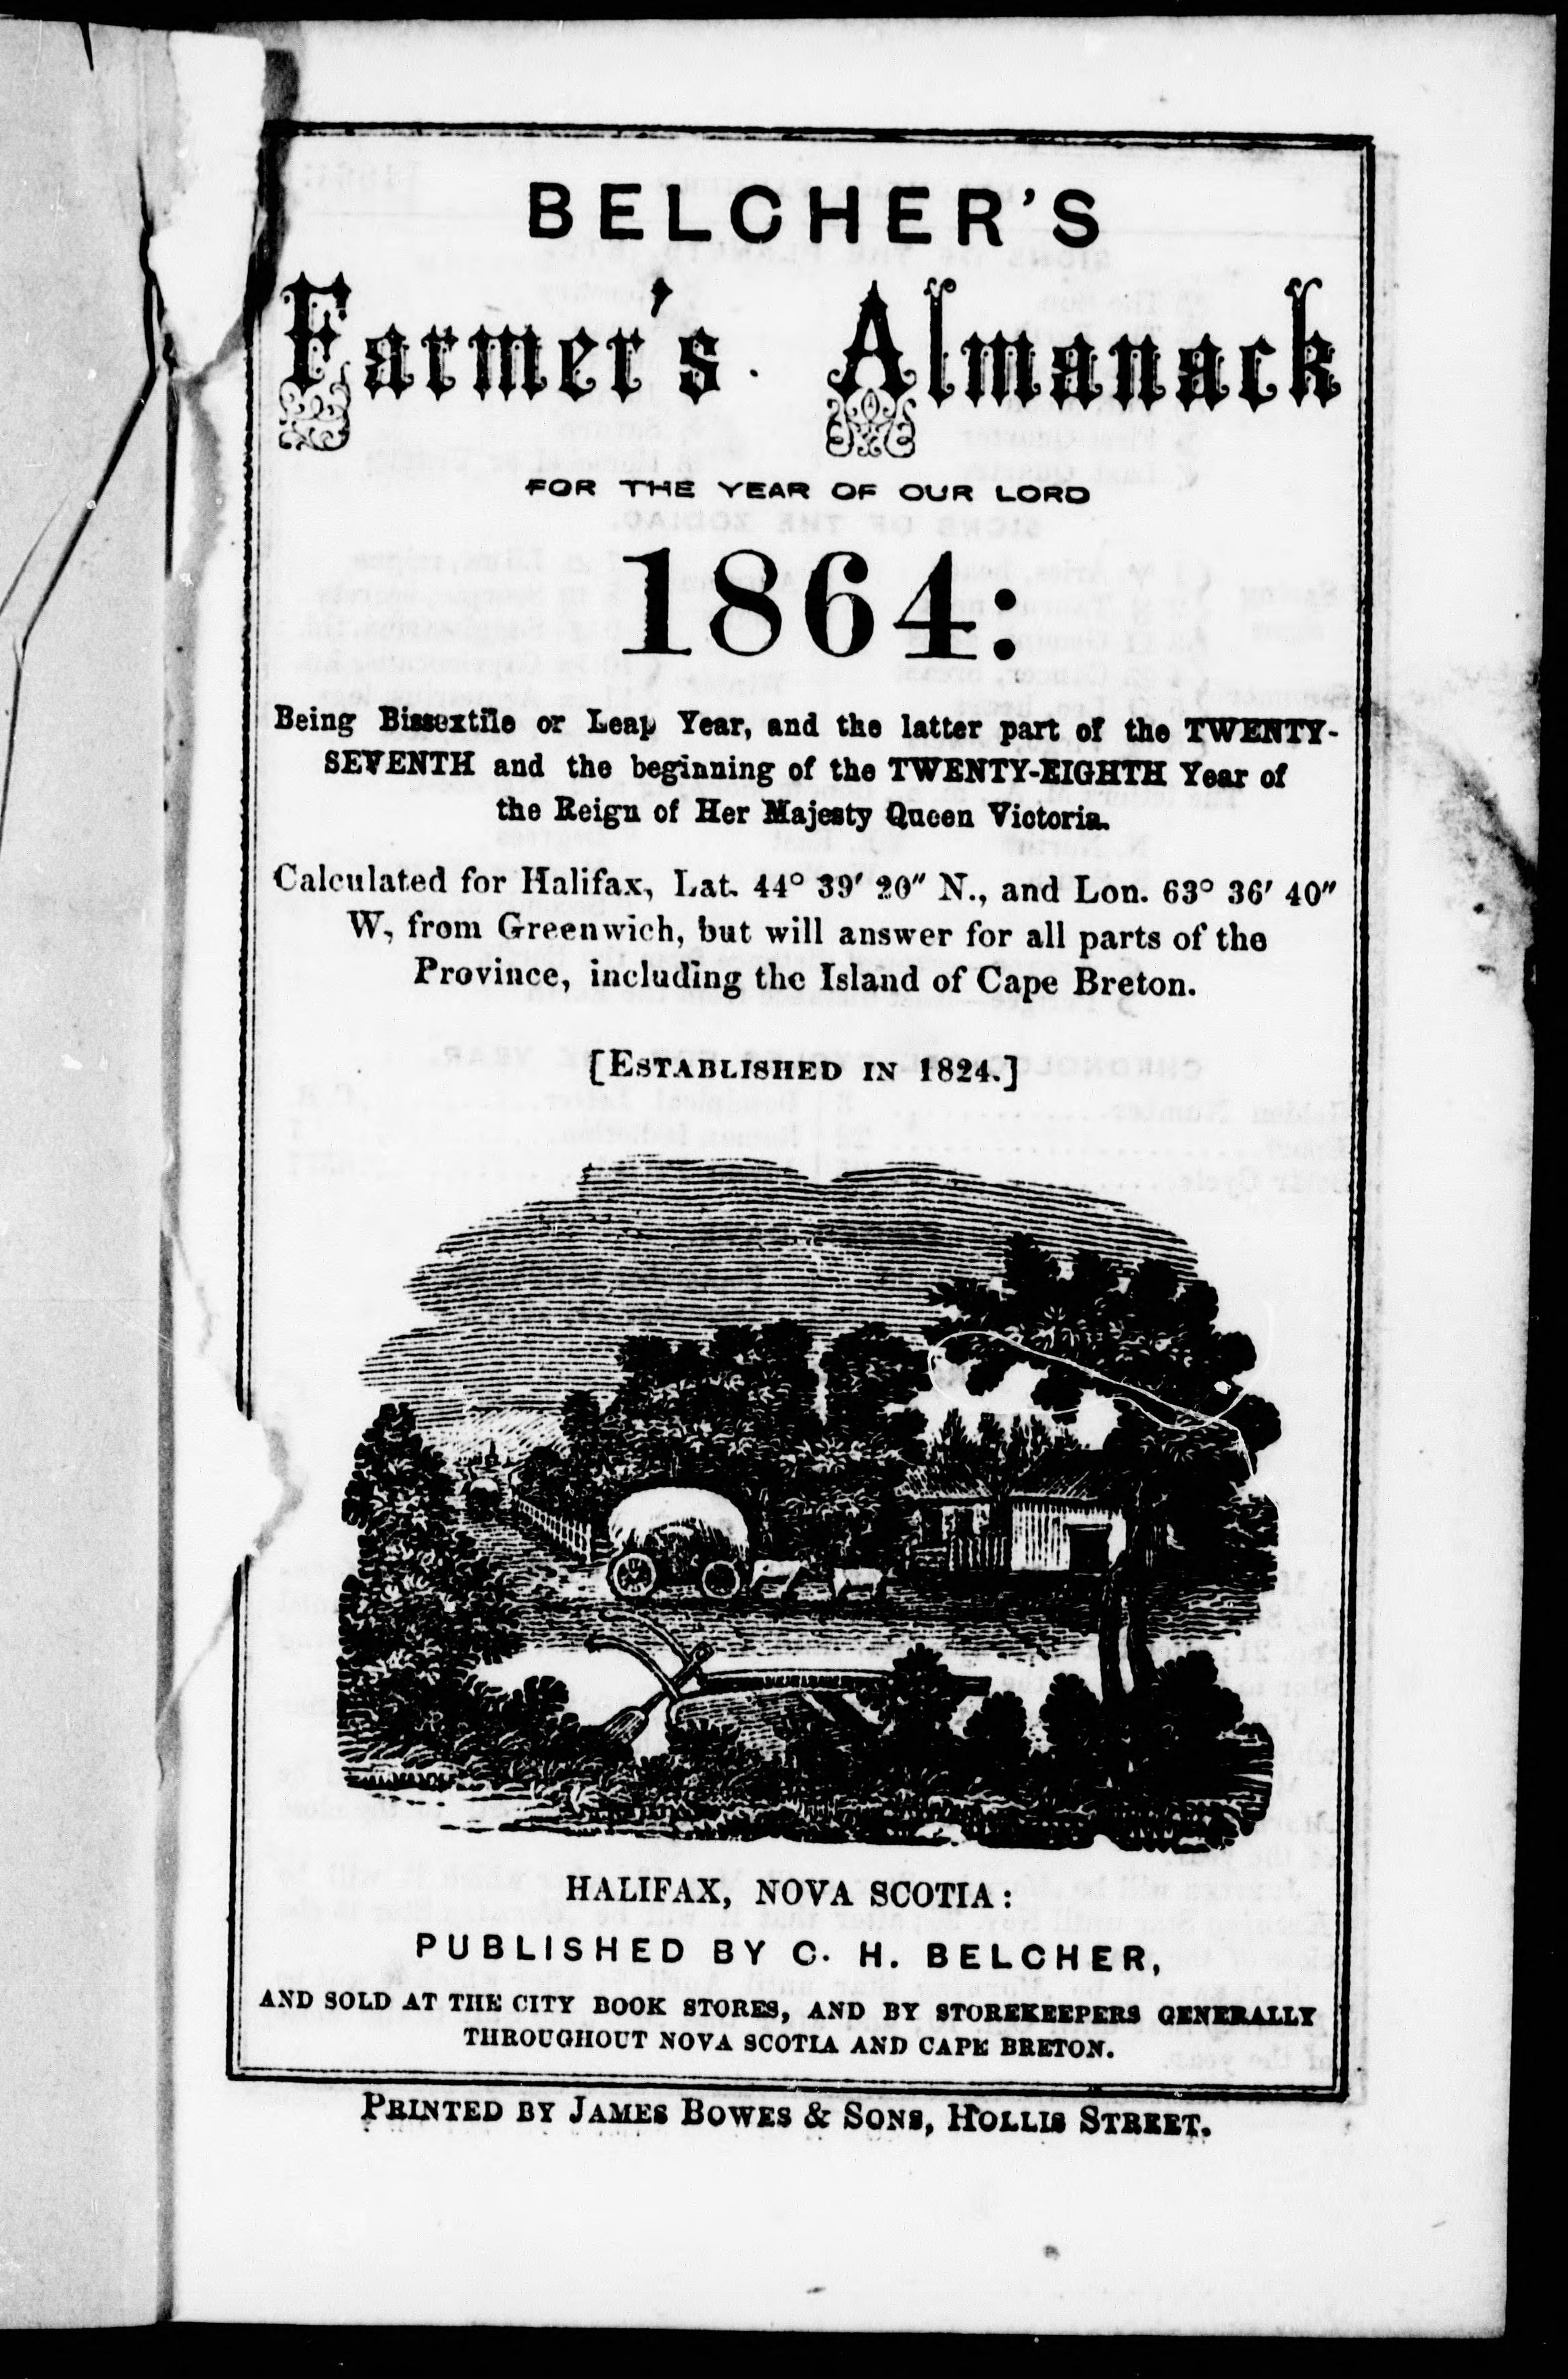 BELCHER'S
Farmer's Almanack
FOR THE YEAR OF OUR LORD
1864:
Being Bissextile or Leap Year, and the latter part of the TWENTY-
SEVENTH and the beginning of the TWENTY-EIGHTH Year of
the Reign of Her Majesty Queen Victoria.
Calculated for Halifax, Lat. 44° 39′ 20″ N., and Lon. 63° 36′ 40″
W, from Greenwich, but will answer for all parts of the
Province, including the Island of Cape Breton.
[ESTABLISHED IN 1824.]
HALIFAX, NOVA SCOTIA:
PUBLISHED BY C. H. BELCHER,
AND SOLD AT THE CITY BOOK STORES, AND BY STOREKEEPERS GENERALLY
THROUGHOUT NOVA SCOTIA AND CAPE BRETON.
PRINTED BY JAMES BOWES & SONS, HOLLIS STREET.